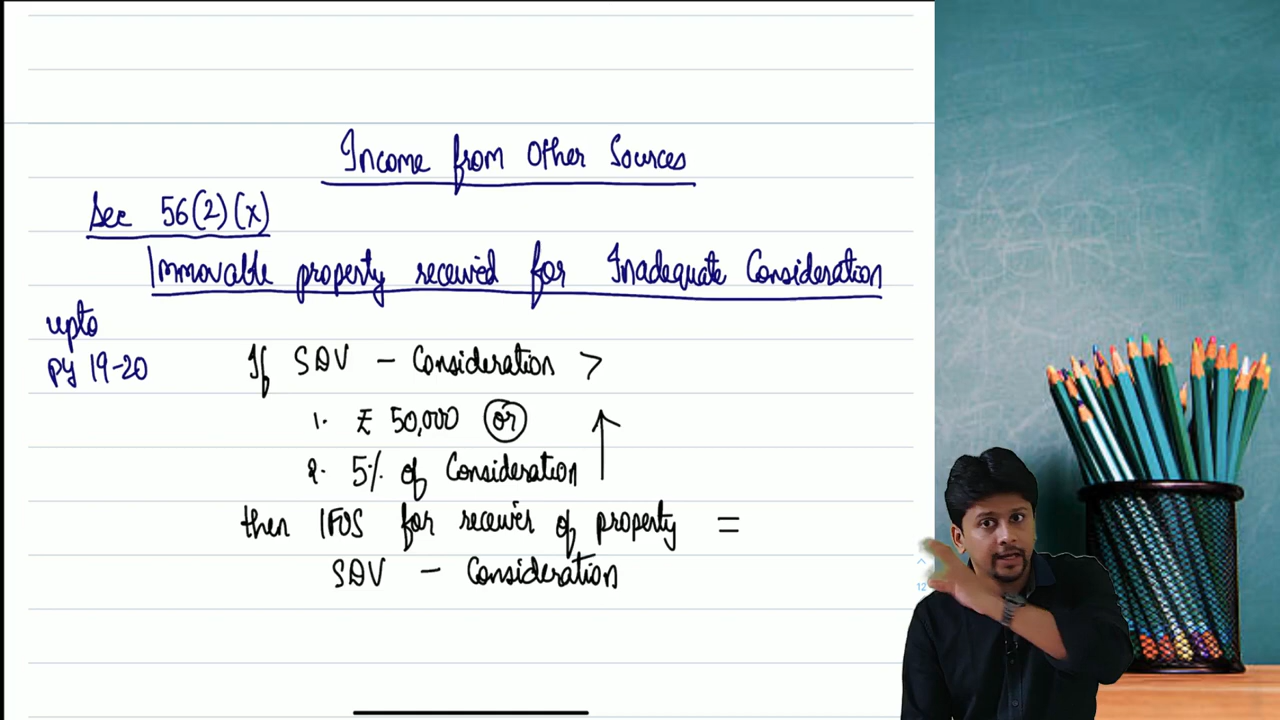 Income from Other Sources
Sec 56(2)(x)
Immovable property received for Inadequate Consideration
upto
PY 19-20
If SDV - Consideration >
1. ₹ 50,000 or
2. 5% of Consideration
then IFOS for receiver of property =
SDV - Consideration
12